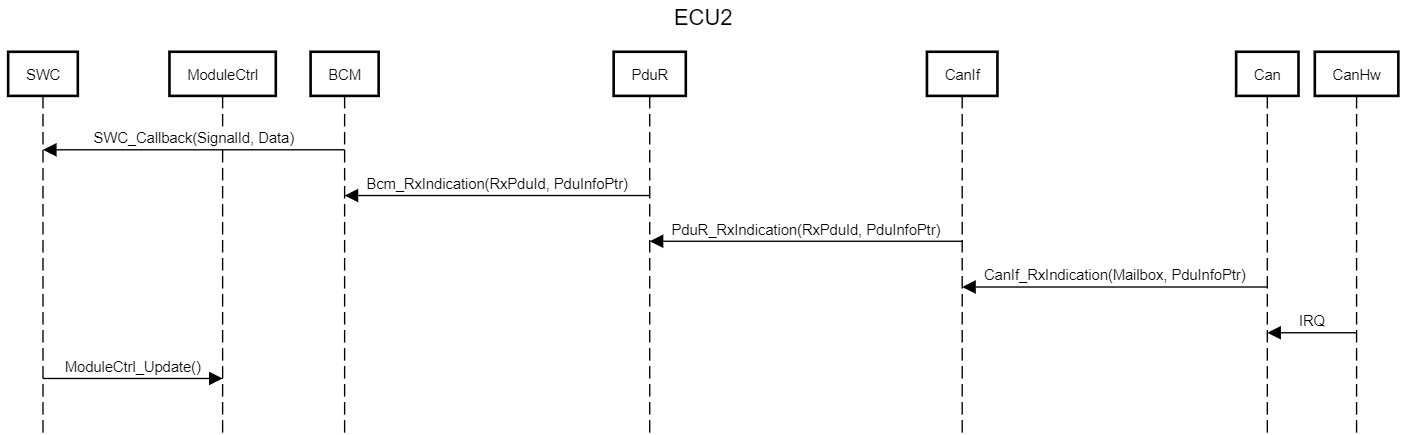 ECU2
SWC
ModuleCtrl
BCM
PduR
CanIf
Can
CanHw
SWC_Callback(SignalId, Data)
Bcm_RxIndication(RxPduId, PduInfoPtr)
PduR_RxIndication(RxPduId, PduInfoPtr)
CanIf_RxIndication(Mailbox, PduInfoPtr)
IRQ
ModuleCtrl_Update()